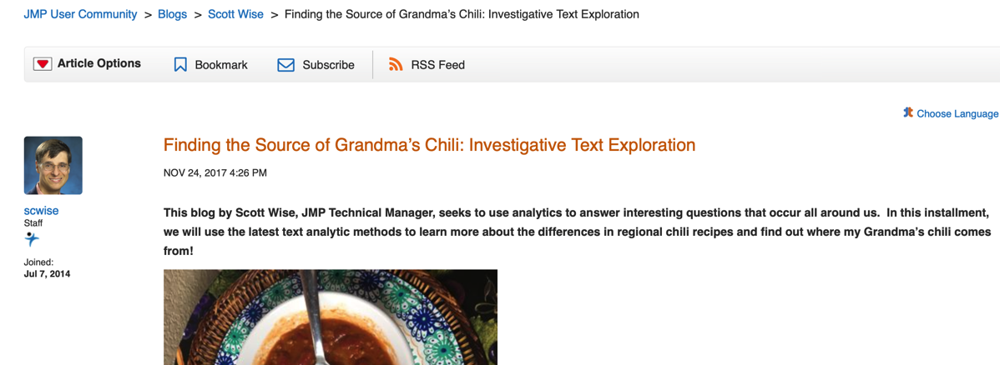 JMP User Community > Blogs > Scott Wise > Finding the Source of Grandma’s Chili: Investigative Text Exploration
Article Options Bookmark Subscribe RSS Feed
Choose Language
Finding the Source of Grandma’s Chili: Investigative Text Exploration
NOV 24, 2017 4:26 PM
scwise
Staff
Joined:
Jul 7, 2014
This blog by Scott Wise, JMP Technical Manager, seeks to use analytics to answer interesting questions that occur all around us.  In this installment,
we will use the latest text analytic methods to learn more about the differences in regional chili recipes and find out where my Grandma’s chili comes
from!